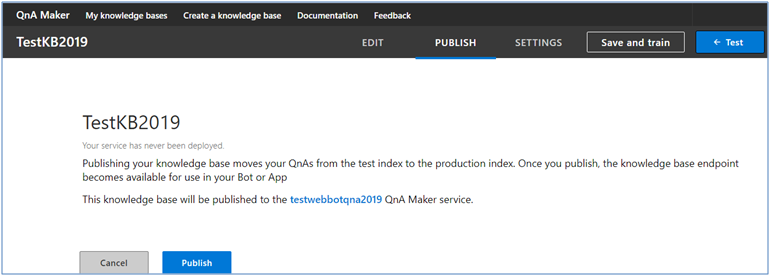 QnA Maker My knowledge bases Create a knowledge base Documentation Feedback
TestKB2019 EDIT PUBLISH SETTINGS Save and train ← Test
TestKB2019
Your service has never been deployed.
Publishing your knowledge base moves your QnAs from the test index to the production index. Once you publish, the knowledge base endpoint
becomes available for use in your Bot or App
This knowledge base will be published to the testwebbotqna2019 QnA Maker service.
Cancel Publish